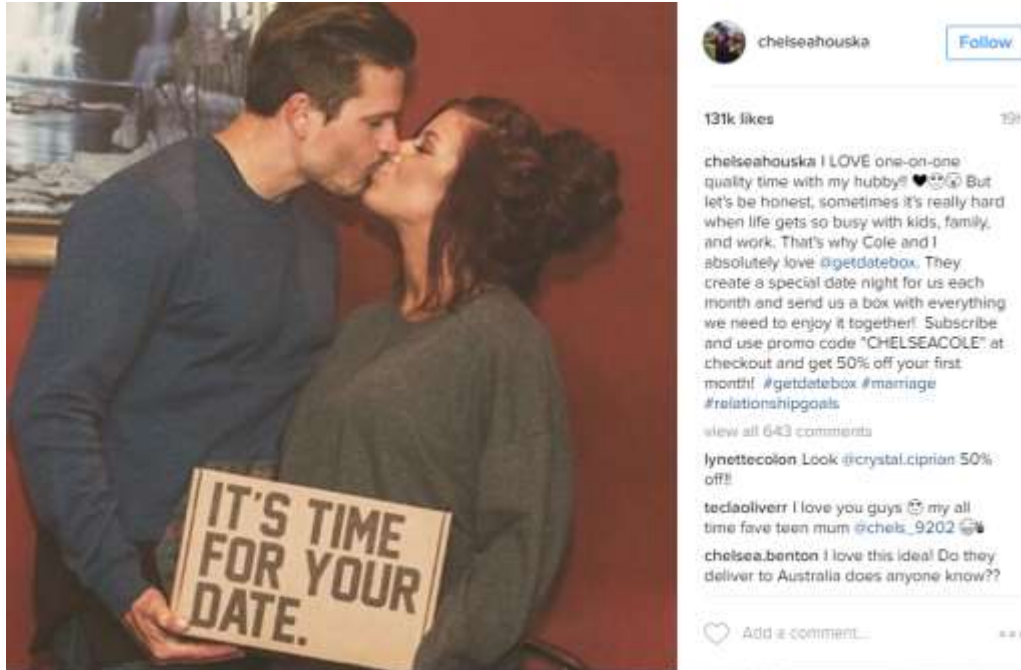 IT'S TIME
FOR YOUR
DATE.
chelseahouska
Follow
131k likes
19h
chelseahouska I LOVE one-on-one
quality time with my hubby!! 
But
let's be honest, sometimes it's really hard
when life gets so busy with kids, family,
and work. That's why Cole and I
absolutely love @getdatebox. They
create a special date night for us each
month and send us a box with everything
we need to enjoy it together! Subscribe
and use promo code "CHELSEACOLE" at
checkout and get 50% off your first
month! #getdatebox #marriage
#relationshipgoals
view all 643 comments
lynettecolon Look @crystal.ciprian 50%
off!!
teclaoliverr I love you guys my all
time fave teen mum @chels_9202
chelsea.benton I love this idea! Do they
deliver to Australia does anyone know??
Add a comment...